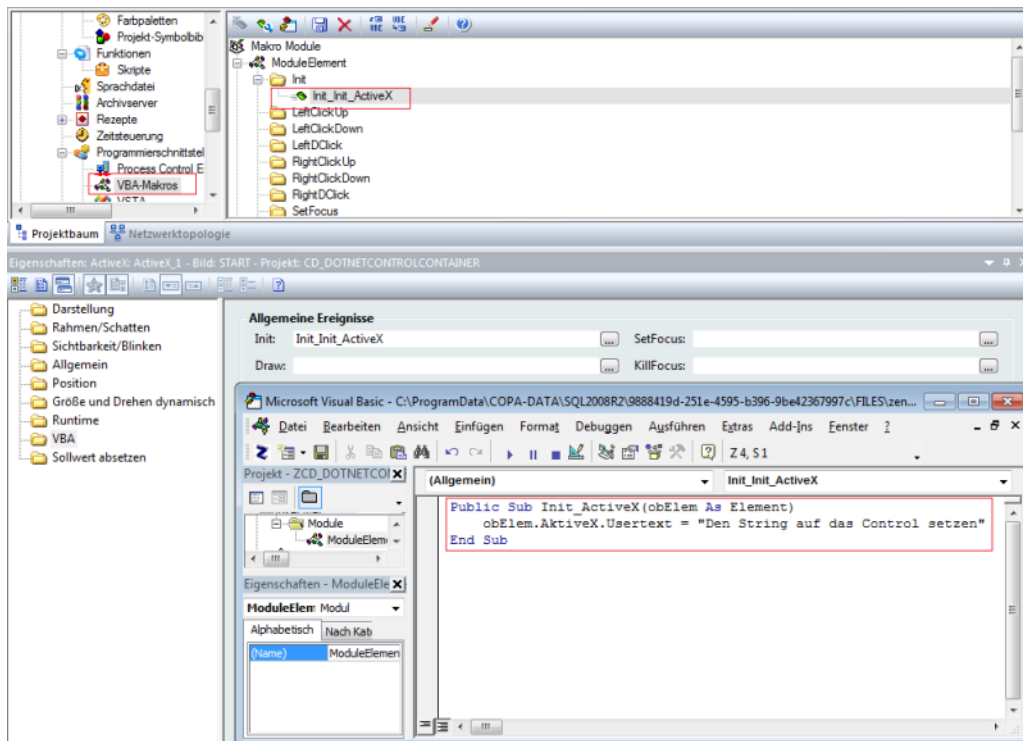 Farbpaletten
Projekt-Symbolbib
Funktionen
Skripte
Sprachdatei
Archivserver
Rezepte
Zeitsteuerung
Programmierschnittstel
Process Control E
VBA-Makros
VSTA
Projektbaum Netzwerktopologie
Makro Module
ModuleElement
Init
Init_Init_ActiveX
LeftClickUp
LeftClickDown
LeftDClick
RightClickUp
RightClickDown
RightDClick
SetFocus
Eigenschaften: ActiveX: ActiveX_1 - Bild: START - Projekt: CD_DOTNETCONTROLCONTAINER
Darstellung
Rahmen/Schatten
Sichtbarkeit/Blinken
Allgemein
Position
Größe und Drehen dynamisch
Runtime
VBA
Sollwert absetzen
Allgemeine Ereignisse
Init: Init_Init_ActiveX ... SetFocus: ...
Draw: ... KillFocus: ...
Microsoft Visual Basic - C:\ProgramData\COPA-DATA\SQL2008R2\9888419d-251e-4595-b396-9be42367997c\FILES\zen...
Datei Bearbeiten Ansicht Einfügen Format Debuggen Ausführen Extras Add-Ins Fenster ?
Z 4, S 1
Projekt - ZCD_DOTNETCO
Module
ModuleElem
Eigenschaften - ModuleEle
ModuleElem Modul
Alphabetisch Nach Kat
(Name) ModuleElemen
(Allgemein) Init_Init_ActiveX
Public Sub Init_ActiveX(obElem As Element)
obElem.AktiveX.Usertext = "Den String auf das Control setzen"
End Sub